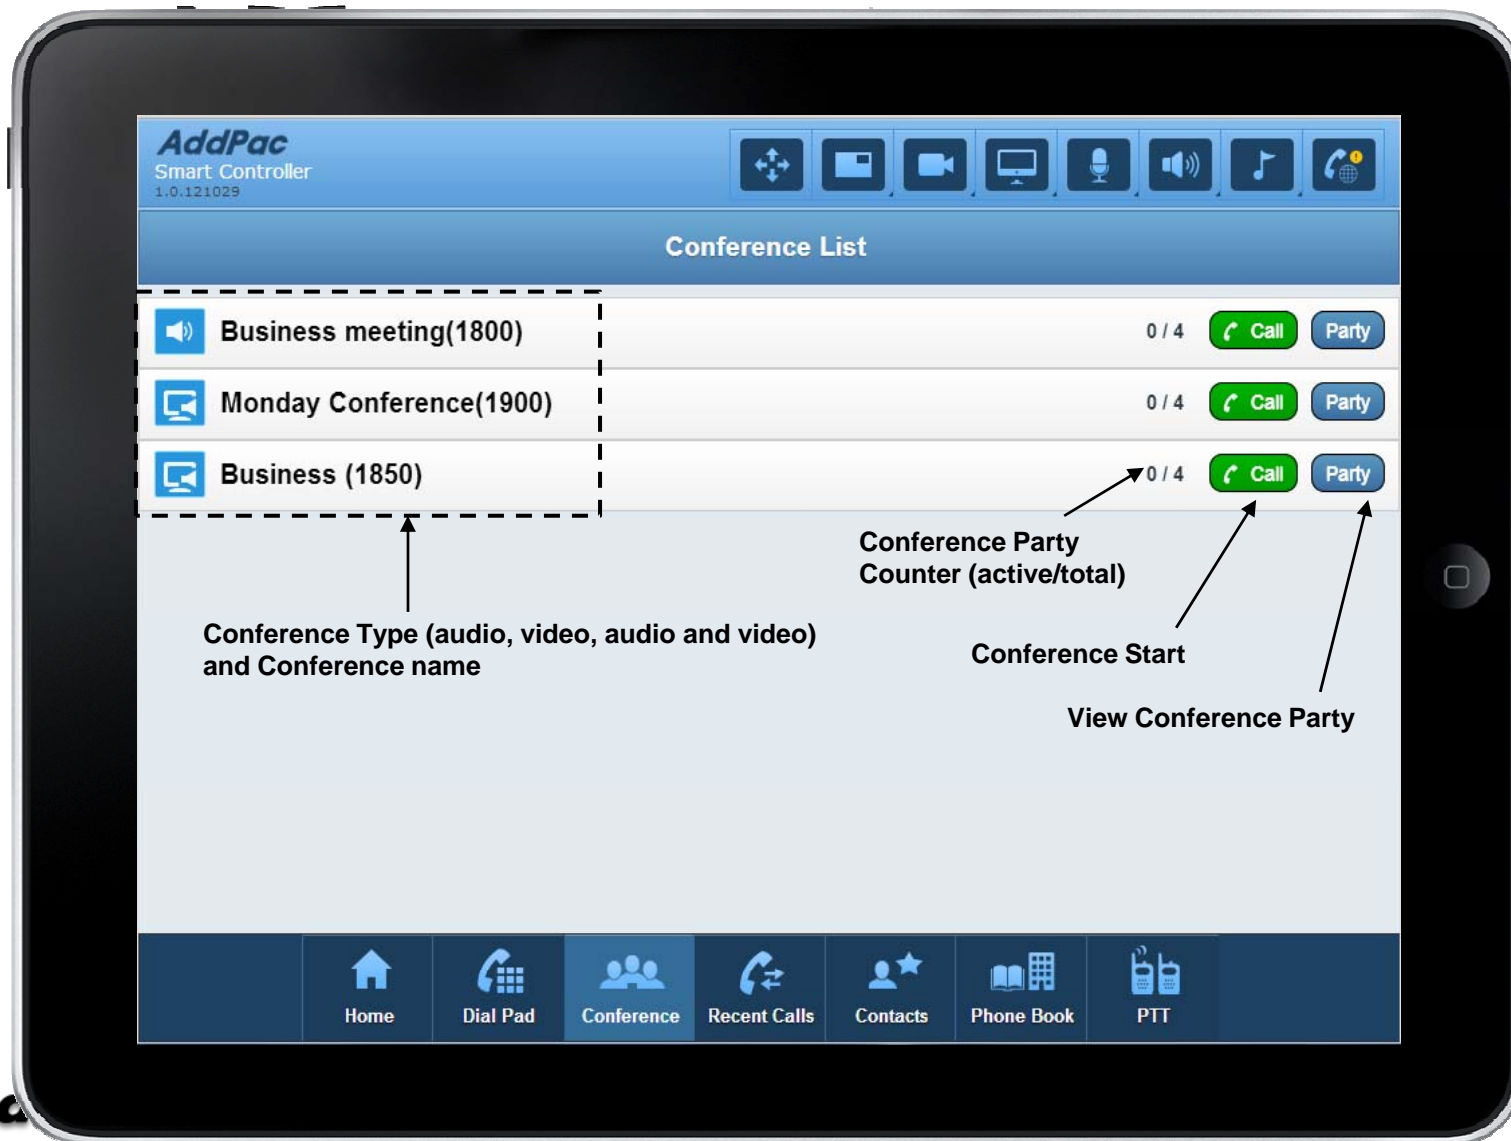 AddPac
Smart Controller
1.0.121029
Conference List
Business meeting(1800)
0 / 4
Call
Party
Monday Conference(1900)
0 / 4
Call
Party
Business (1850)
0 / 4
Call
Party
Conference Party
Counter (active/total)
Conference Type (audio, video, audio and video)
and Conference name
Conference Start
View Conference Party
Home
Dial Pad
Conference
Recent Calls
Contacts
Phone Book
PTT